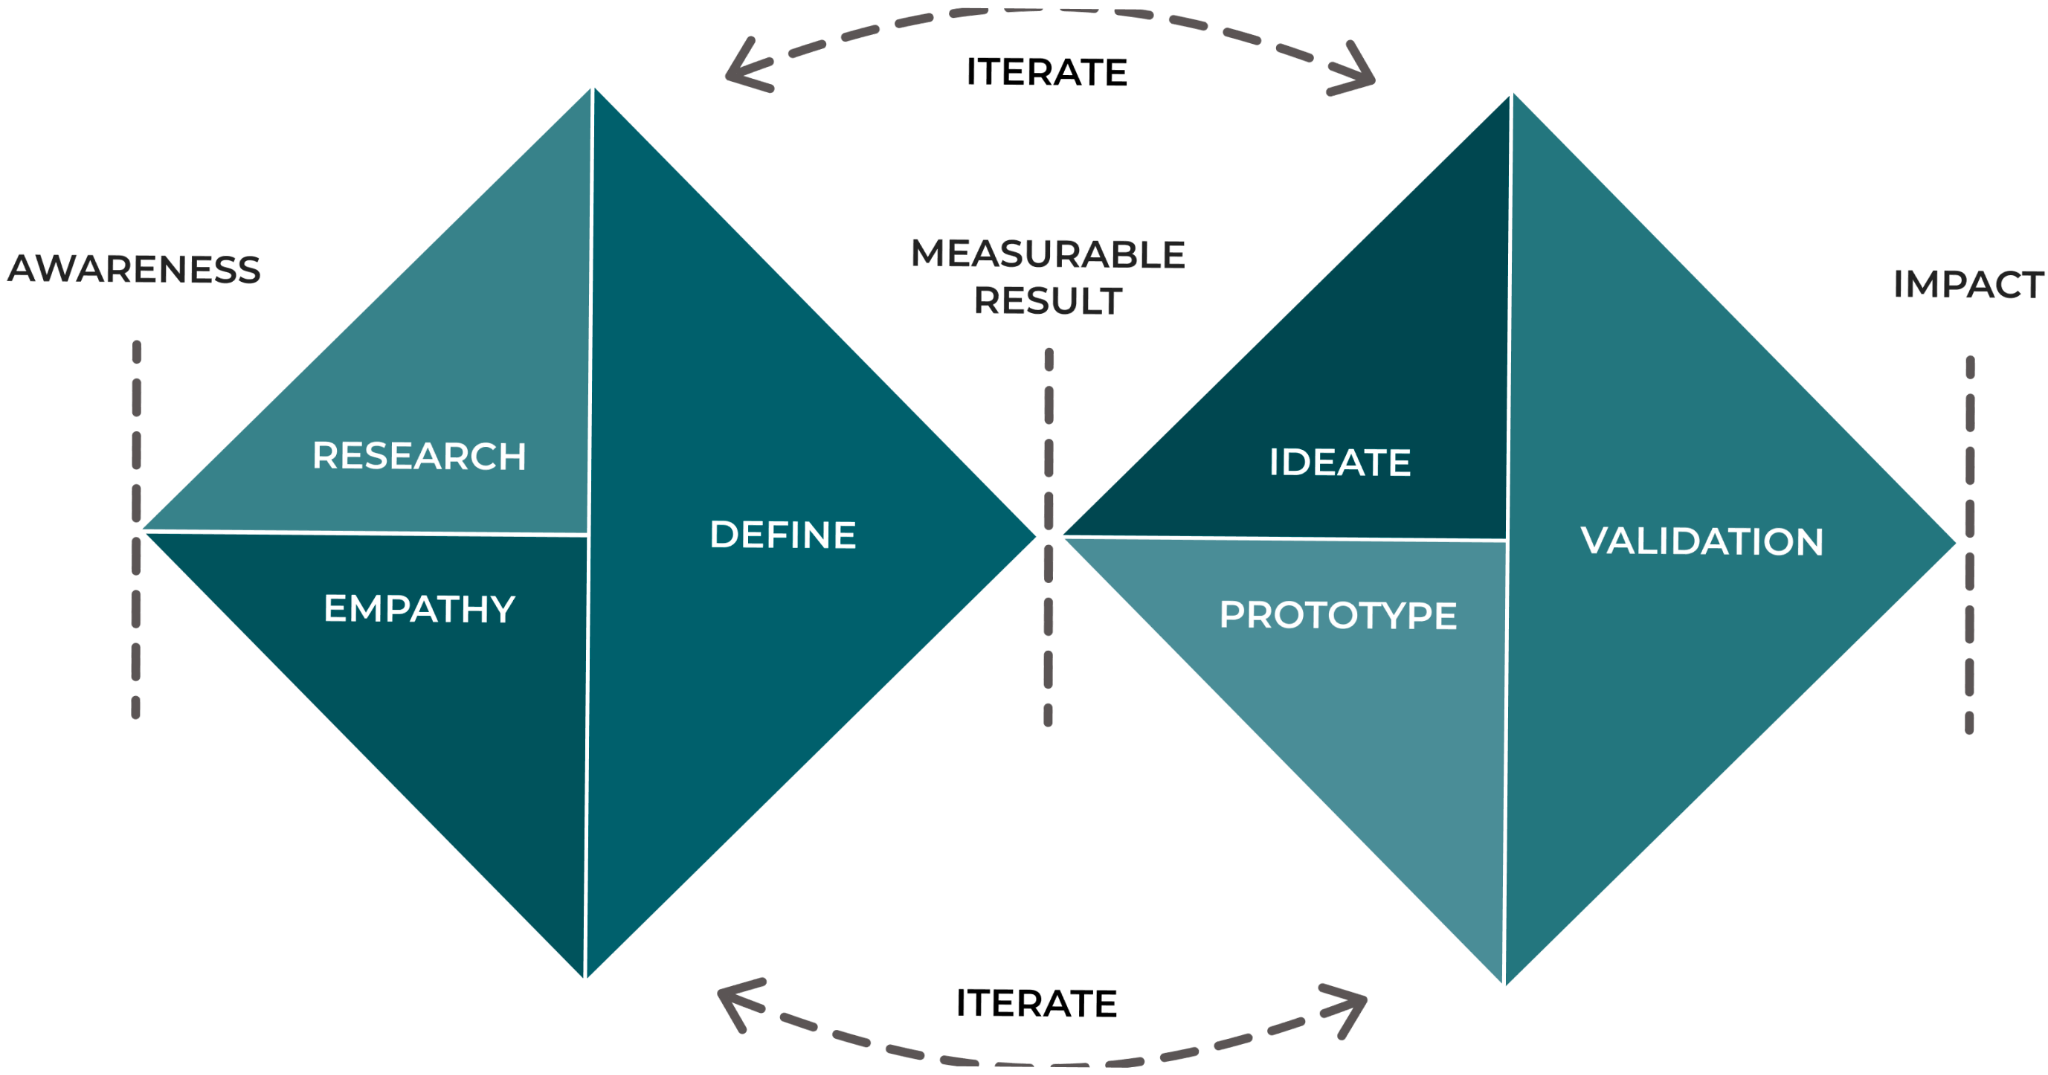 ITERATE
AWARENESS
MEASURABLE
RESULT
IMPACT
RESEARCH
EMPATHY
DEFINE
IDEATE
PROTOTYPE
VALIDATION
ITERATE